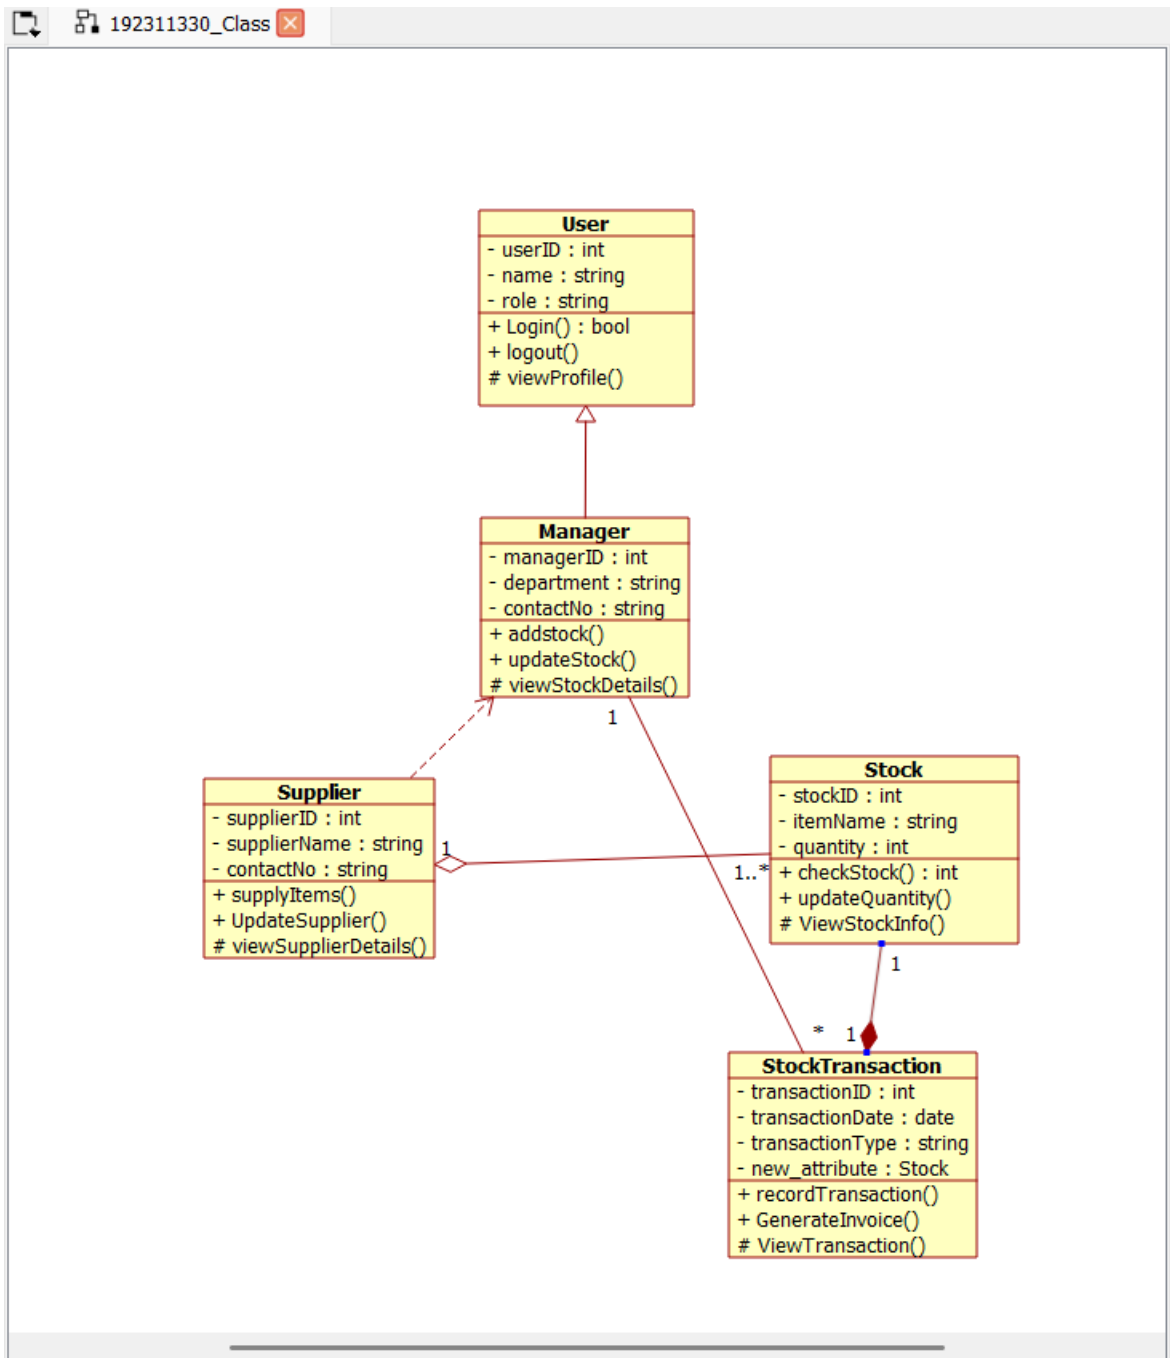 192311330_Class
User
- userID : int
- name : string
- role : string
+ Login() : bool
+ logout()
# viewProfile()
Manager
- managerID : int
- department : string
- contactNo : string
+ addstock()
+ updateStock()
# viewStockDetails()
1
Supplier
- supplierID : int
- supplierName : string
- contactNo : string
+ supplyItems()
+ UpdateSupplier()
# viewSupplierDetails()
1
1..*
Stock
- stockID : int
- itemName : string
- quantity : int
+ checkStock() : int
+ updateQuantity()
# ViewStockInfo()
1
* 1
StockTransaction
- transactionID : int
- transactionDate : date
- transactionType : string
- new_attribute : Stock
+ recordTransaction()
+ GenerateInvoice()
# ViewTransaction()